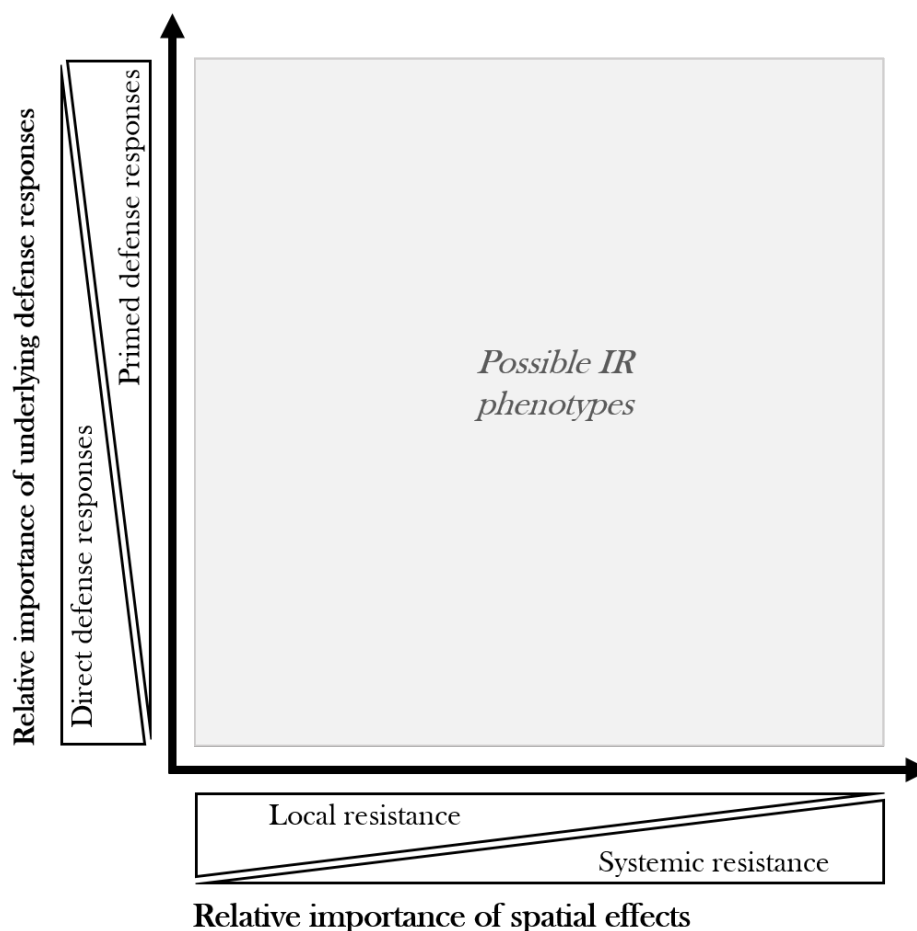 Relative importance of underlying defense responses
Direct defense responses
Primed defense responses
Possible IR
phenotypes
Local resistance
Systemic resistance
Relative importance of spatial effects